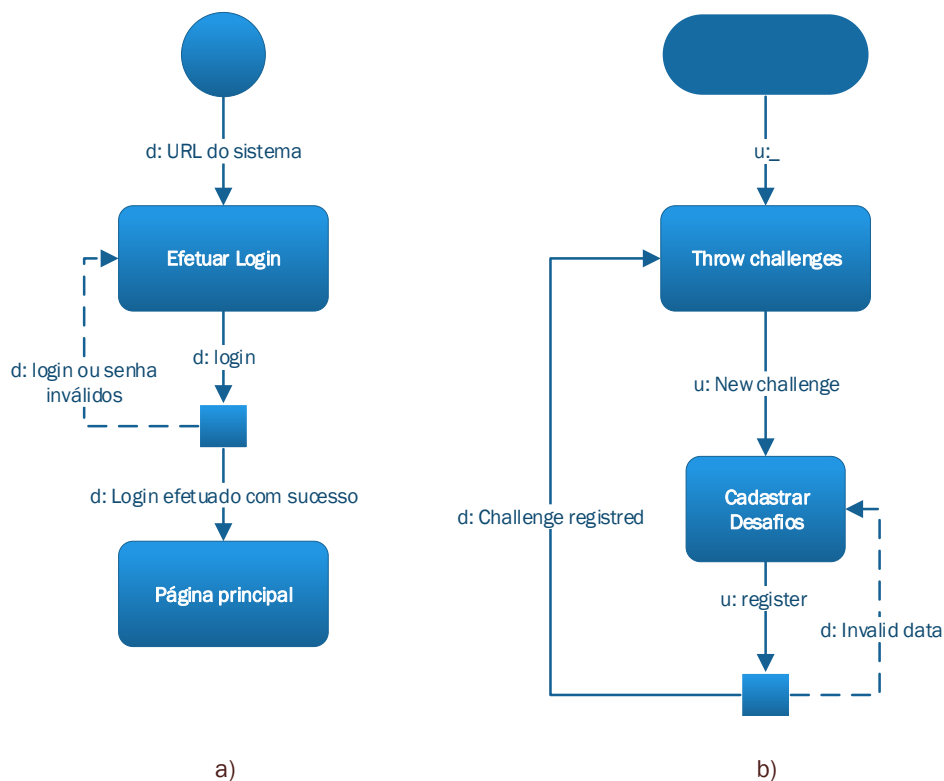 d: URL do sistema
Efetuar Login
d: login
d: login ou senha
inválidos
d: Login efetuado com sucesso
Página principal
a)
u:_
Throw challenges
u: New challenge
Cadastrar
Desafios
d: Challenge registred
u: register
d: Invalid data
b)